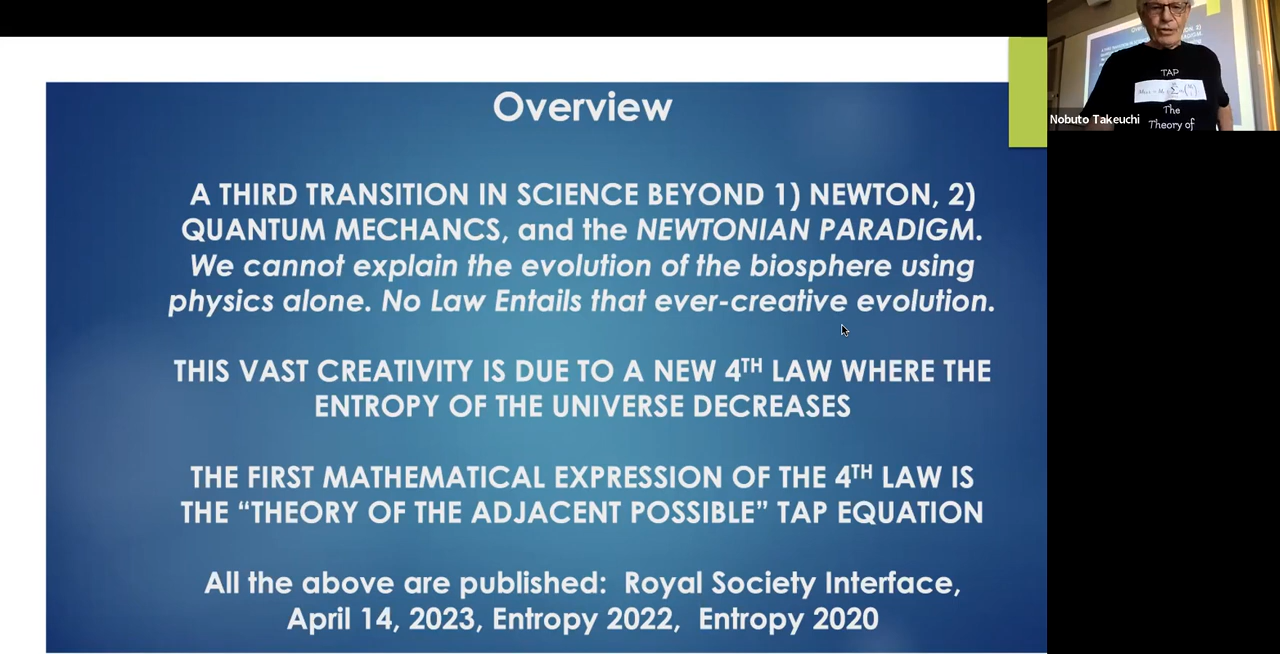 Overview
A THIRD TRANSITION IN SCIENCE BEYOND 1) NEWTON, 2)
QUANTUM MECHANCS, and the NEWTONIAN PARADIGM.
We cannot explain the evolution of the biosphere using
physics alone. No Law Entails that ever-creative evolution.
THIS VAST CREATIVITY IS DUE TO A NEW 4TH LAW WHERE THE
ENTROPY OF THE UNIVERSE DECREASES
THE FIRST MATHEMATICAL EXPRESSION OF THE 4TH LAW IS
THE “THEORY OF THE ADJACENT POSSIBLE” TAP EQUATION
All the above are published: Royal Society Interface,
April 14, 2023, Entropy 2022, Entropy 2020
TAP
The
Theory of
Nobuto Takeuchi